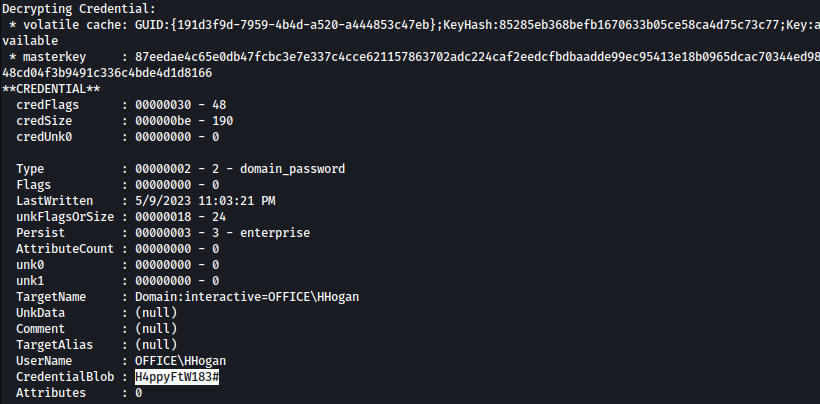 Decrypting Credential:
 * volatile cache: GUID:{191d3f9d-7959-4b4d-a520-a444853c47eb};KeyHash:85285eb368befb1670633b05ce58ca4d75c73c77;Key:a
vailable
 * masterkey     : 87eedae4c65e0db47fcbc3e7e337c4cce621157863702adc224caf2eedcfbdbaadde99ec95413e18b0965dcac70344ed98
48cd04f3b9491c336c4bde4d1d8166
**CREDENTIAL**
  credFlags      : 00000030 - 48
  credSize       : 000000be - 190
  credUnk0       : 00000000 - 0

  Type           : 00000002 - 2 - domain_password
  Flags          : 00000000 - 0
  LastWritten    : 5/9/2023 11:03:21 PM
  unkFlagsOrSize : 00000018 - 24
  Persist        : 00000003 - 3 - enterprise
  AttributeCount : 00000000 - 0
  unk0           : 00000000 - 0
  unk1           : 00000000 - 0
  TargetName     : Domain:interactive=OFFICE\HHogan
  UnkData        : (null)
  Comment        : (null)
  TargetAlias    : (null)
  UserName       : OFFICE\HHogan
  CredentialBlob : H4ppyFtW183#
  Attributes     : 0